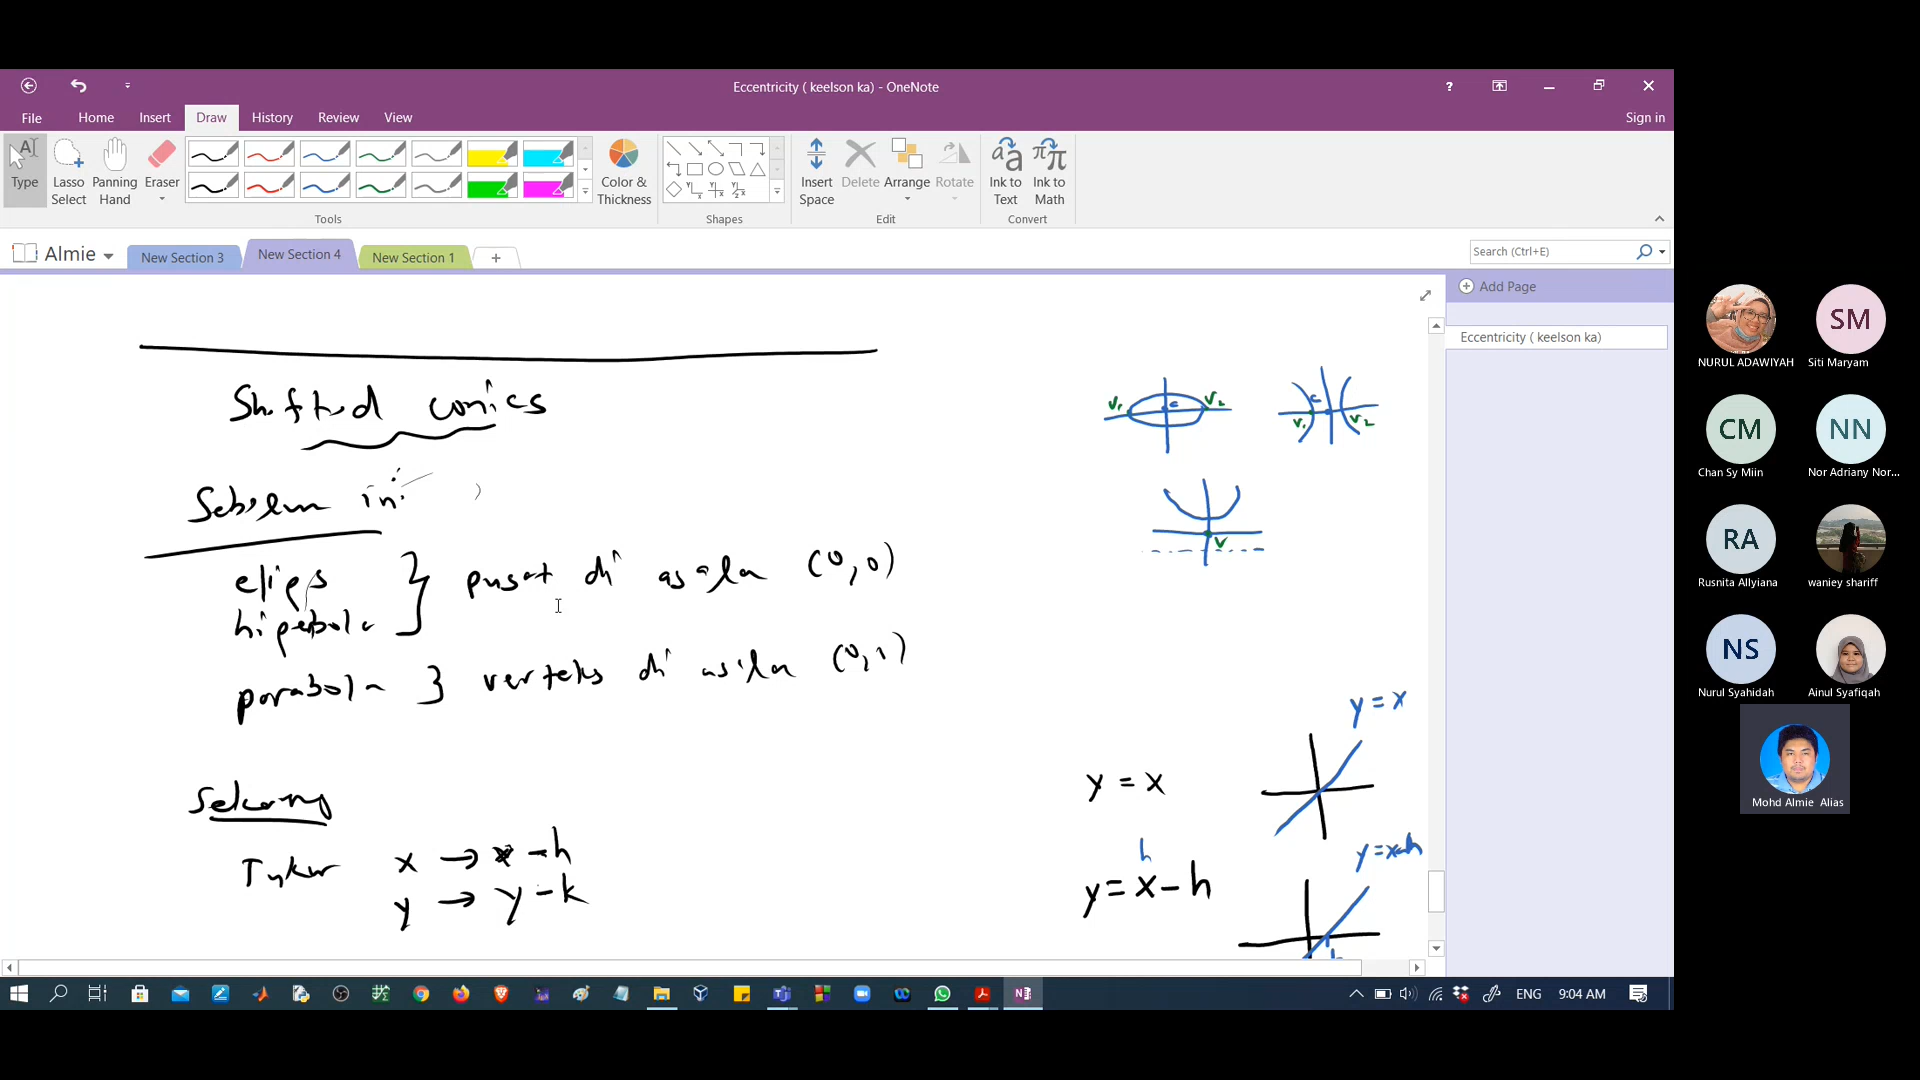 Eccentricity ( keelson ka) - OneNote
?
File Home Insert Draw History Review View
Sign in
Type
Lasso Select
Panning Hand
Eraser
Color & Thickness
Insert Space
Delete
Arrange
Rotate
Ink to Text
Ink to Math
Tools
Shapes
Edit
Convert
Almie
New Section 3
New Section 4
New Section 1
+
Search (Ctrl+E)
Add Page
Eccentricity ( keelson ka)
Shifted conics
Sebelum ini
elips
hiperbola
} pusat di asalan (0,0)
parabola } verteks di asalan
Sekarang
Tukar x → x - h
y → y - k
V1 c V2
V1 c V2
V
y = x
y = x
h
y = x-h
y = x - h
h
NURUL ADAWIYAH
SM
Siti Maryam
CM
Chan Sy Miin
NN
Nor Adriany Nor...
RA
Rusnita Allyiana
waniey shariff
NS
Nurul Syahidah
Ainul Syafiqah
Mohd Almie Alias
ENG
9:04 AM